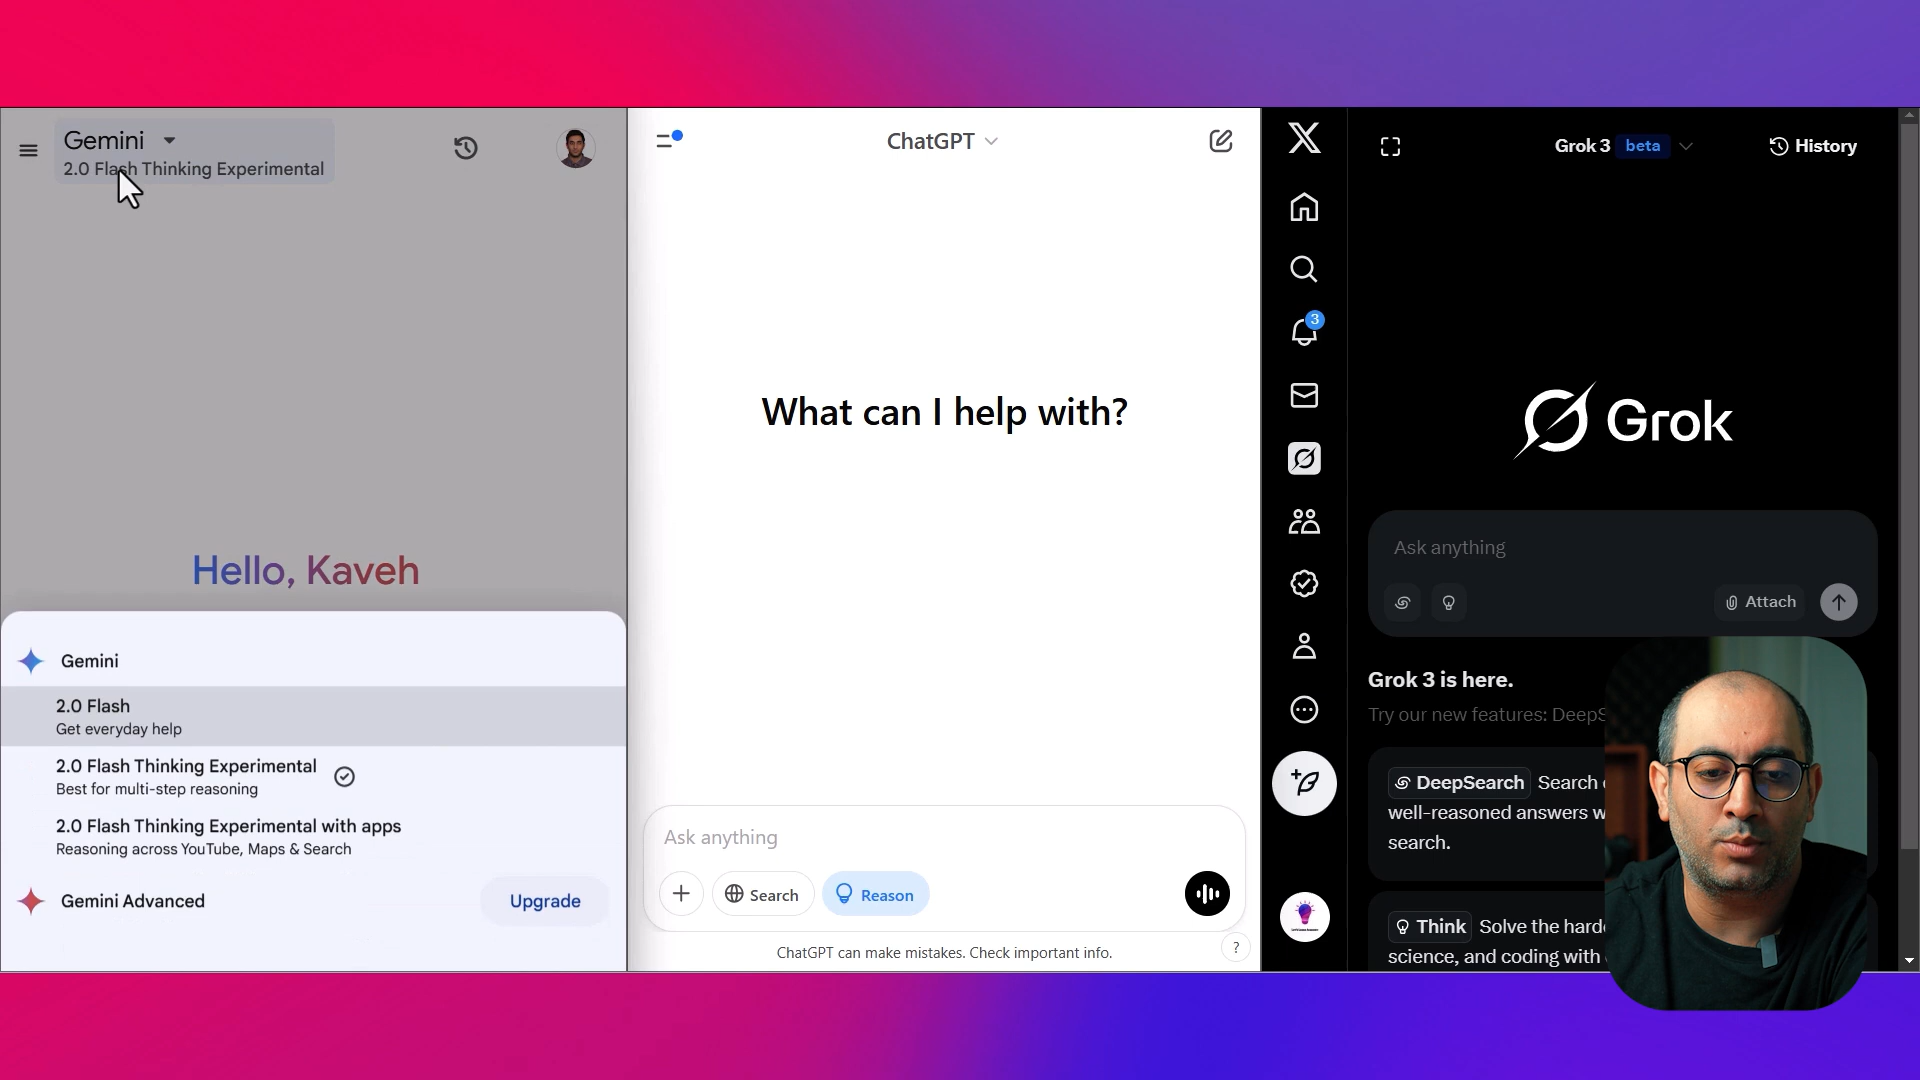 Gemini
2.0 Flash Thinking Experimental
Hello, Kaveh
Gemini
2.0 Flash
Get everyday help
2.0 Flash Thinking Experimental
Best for multi-step reasoning
2.0 Flash Thinking Experimental with apps
Reasoning across YouTube, Maps & Search
Gemini Advanced
Upgrade
ChatGPT
What can I help with?
Ask anything
Search
Reason
ChatGPT can make mistakes. Check important info.
?
3
Grok 3 beta
History
Grok
Ask anything
Attach
Grok 3 is here.
Try our new features: DeepS
DeepSearch Search
well-reasoned answers w
search.
Think Solve the hard
science, and coding with